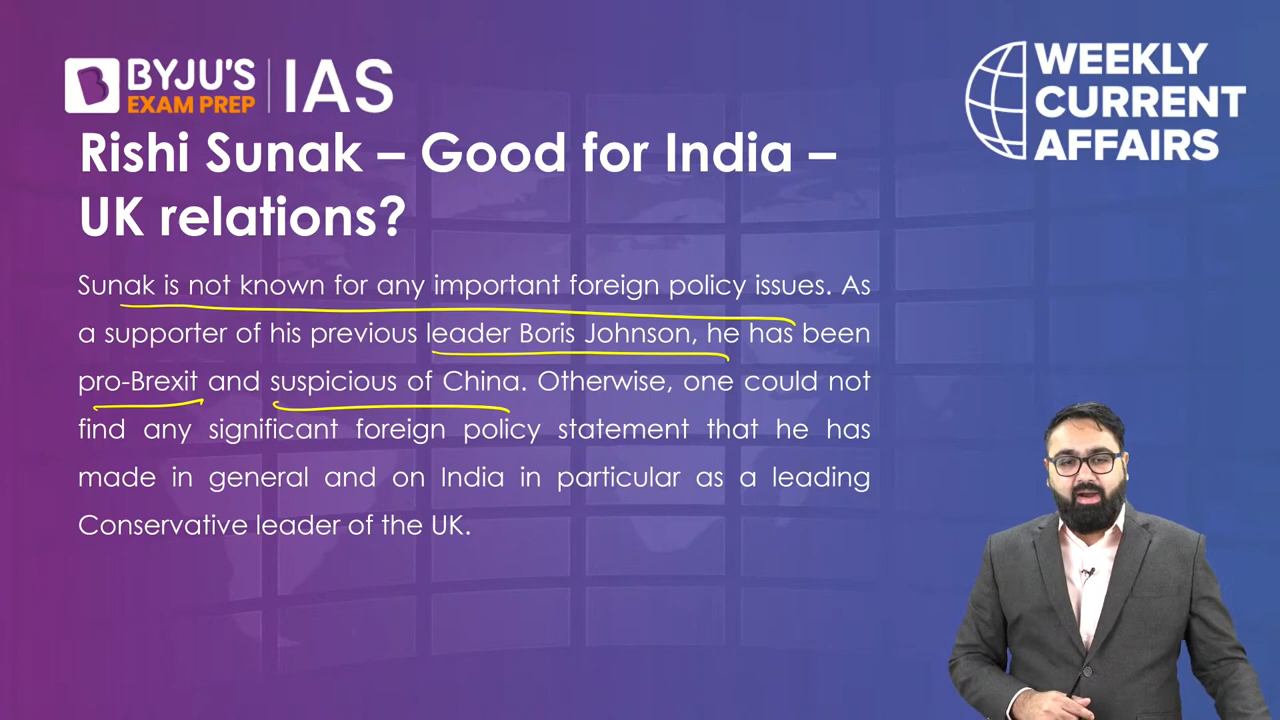 BYJU'S
EXAM PREP
IAS
WEEKLY
CURRENT
AFFAIRS
Rishi Sunak – Good for India –
UK relations?
Sunak is not known for any important foreign policy issues. As
a supporter of his previous leader Boris Johnson, he has been
pro-Brexit and suspicious of China. Otherwise, one could not
find any significant foreign policy statement that he has
made in general and on India in particular as a leading
Conservative leader of the UK.